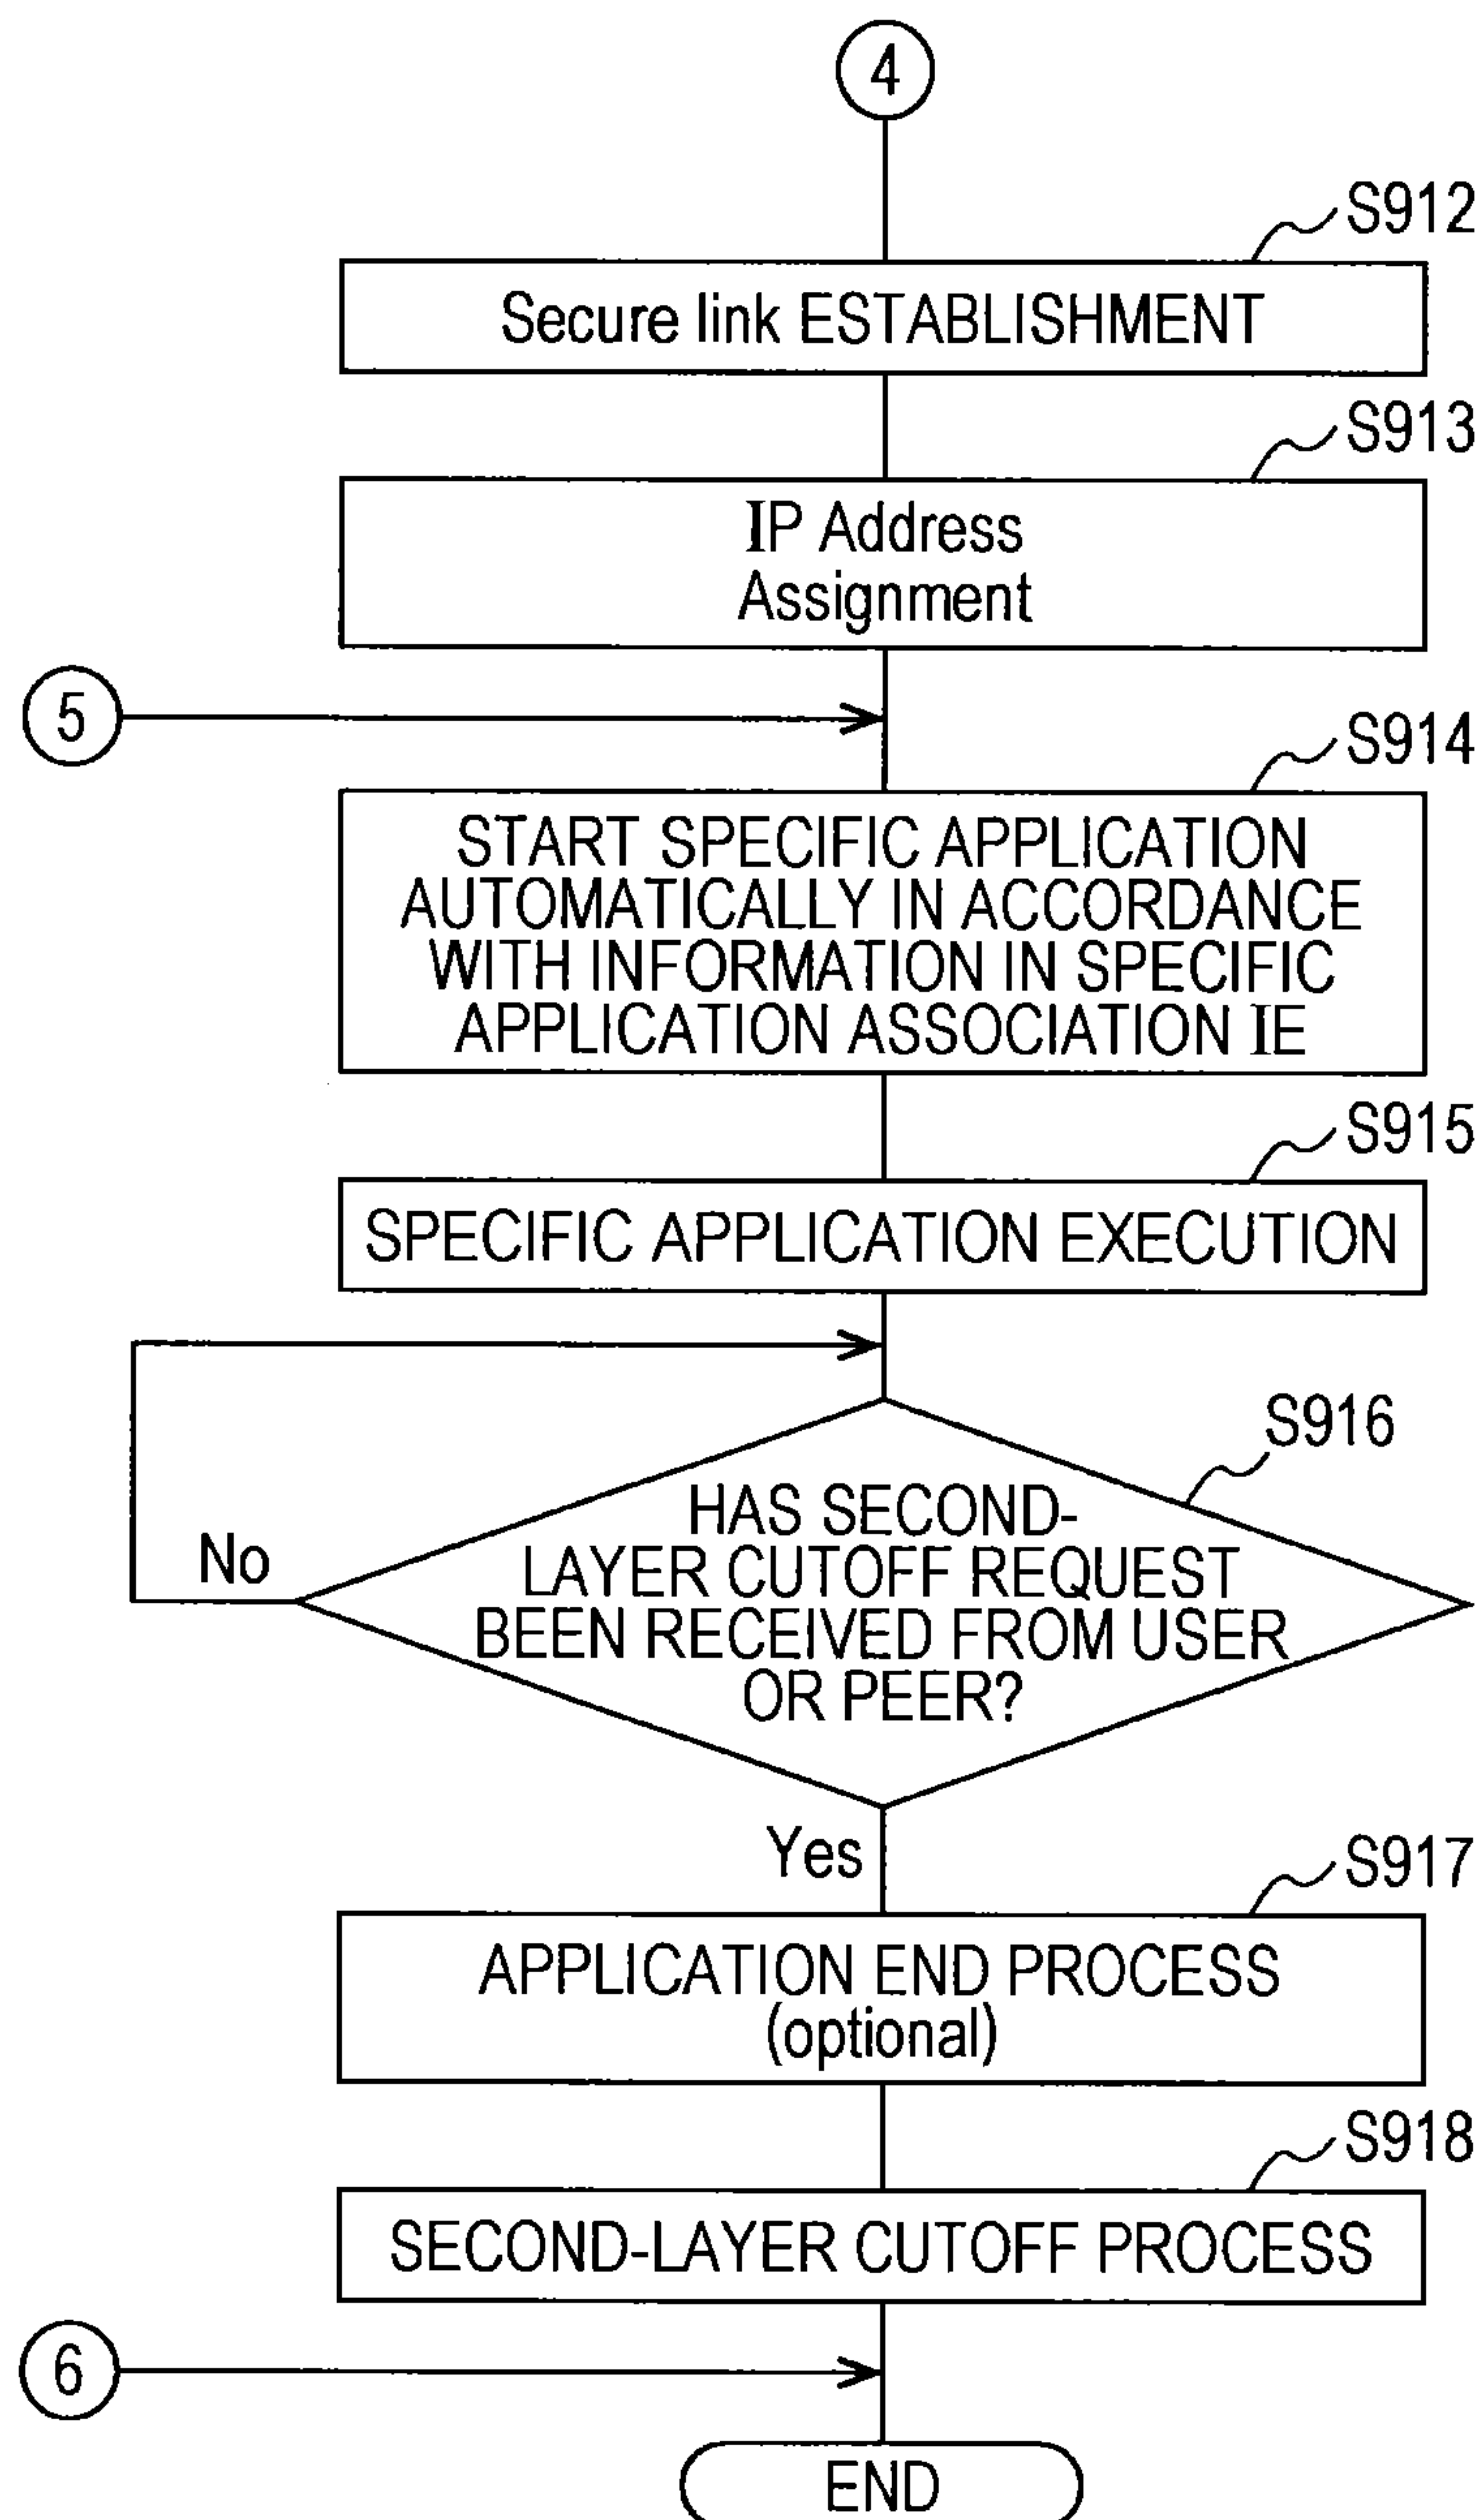 4
S912
Secure link ESTABLISHMENT
S913
IP Address
Assignment
5
S914
START SPECIFIC APPLICATION
AUTOMATICALLY IN ACCORDANCE
WITH INFORMATION IN SPECIFIC
APPLICATION ASSOCIATION IE
S915
SPECIFIC APPLICATION EXECUTION
S916
HAS SECOND-
LAYER CUTOFF REQUEST
BEEN RECEIVED FROM USER
OR PEER?
No
Yes
S917
APPLICATION END PROCESS
(optional)
S918
SECOND-LAYER CUTOFF PROCESS
6
END